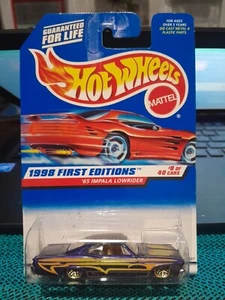 GUARANTEED
FOR LIFE
FOR AGES
OVER 3 YEARS
DIE CAST METAL &
PLASTIC PARTS
Hot Wheels
MATTEL
1998 FIRST EDITIONS
'65 IMPALA LOWRIDER
#8 OF
40 CARS